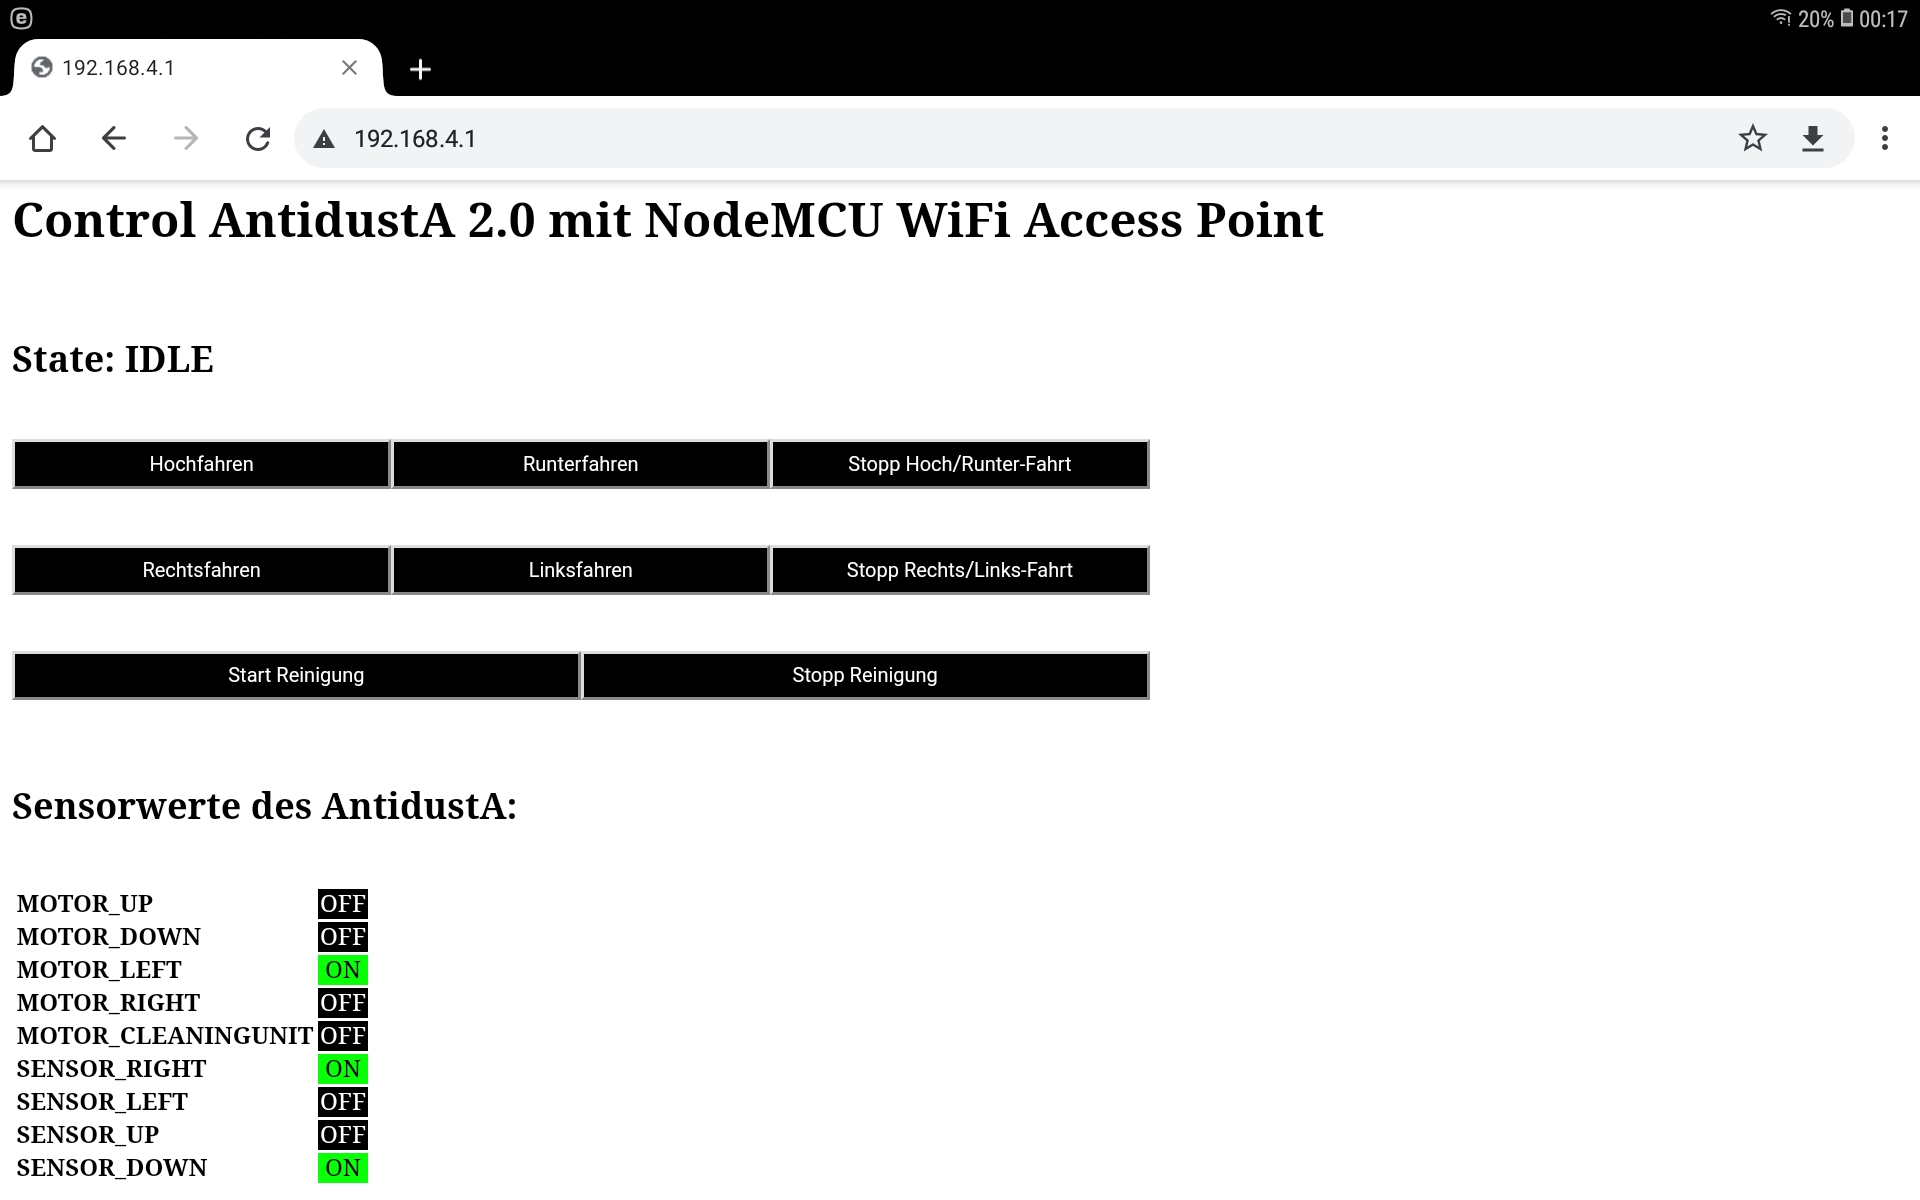 20% 00:17
192.168.4.1
192.168.4.1
Control AntidustA 2.0 mit NodeMCU WiFi Access Point
State: IDLE
Hochfahren Runterfahren Stopp Hoch/Runter-Fahrt
Rechtsfahren Linksfahren Stopp Rechts/Links-Fahrt
Start Reinigung Stopp Reinigung
Sensorwerte des AntidustA:
MOTOR_UP OFF
MOTOR_DOWN OFF
MOTOR_LEFT ON
MOTOR_RIGHT OFF
MOTOR_CLEANINGUNIT OFF
SENSOR_RIGHT ON
SENSOR_LEFT OFF
SENSOR_UP OFF
SENSOR_DOWN ON